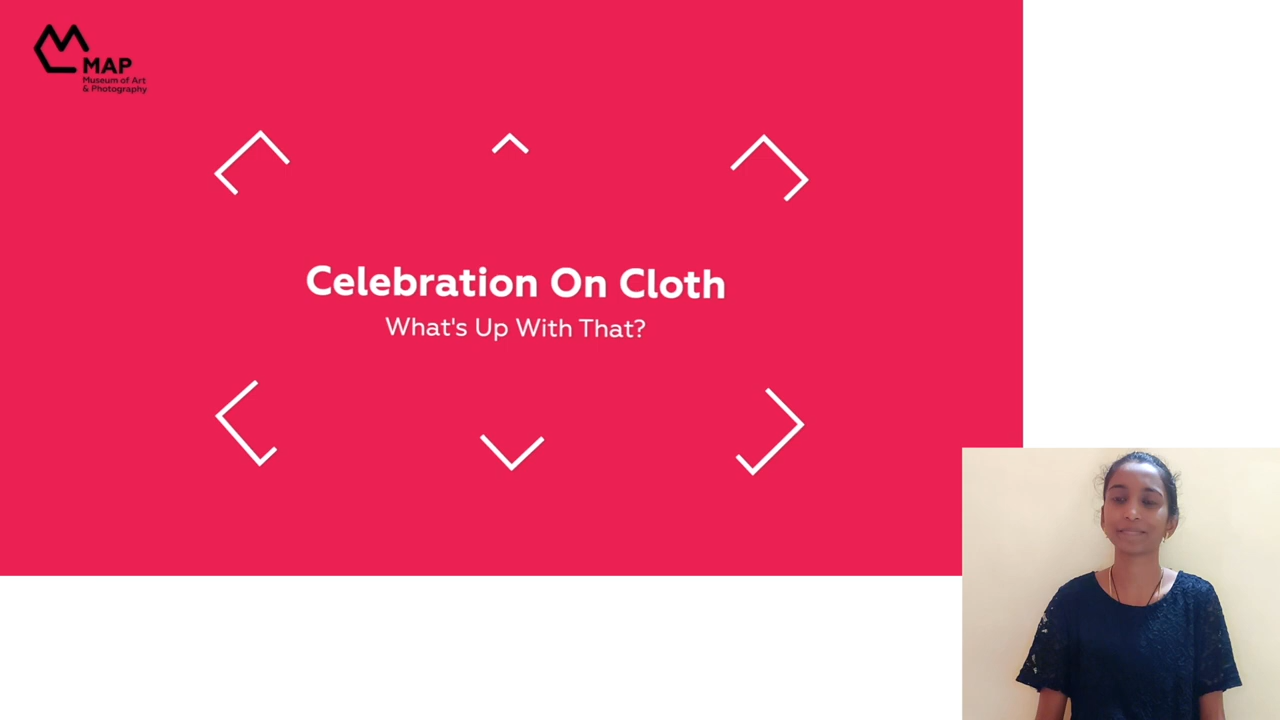 MAP
Museum of Art
& Photography
Celebration On Cloth
What's Up With That?